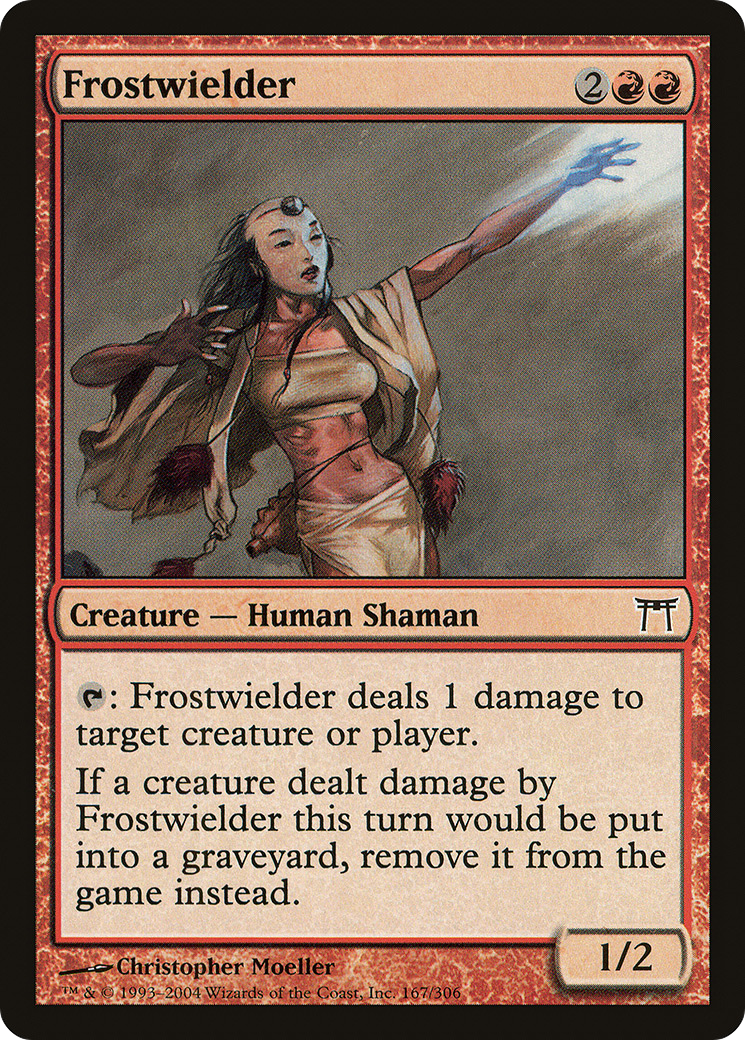 Frostwielder 2
Creature — Human Shaman
: Frostwielder deals 1 damage to
target creature or player.
If a creature dealt damage by
Frostwielder this turn would be put
into a graveyard, remove it from the
game instead.
1/2
Christopher Moeller
™ & © 1993–2004 Wizards of the Coast, Inc. 167/306